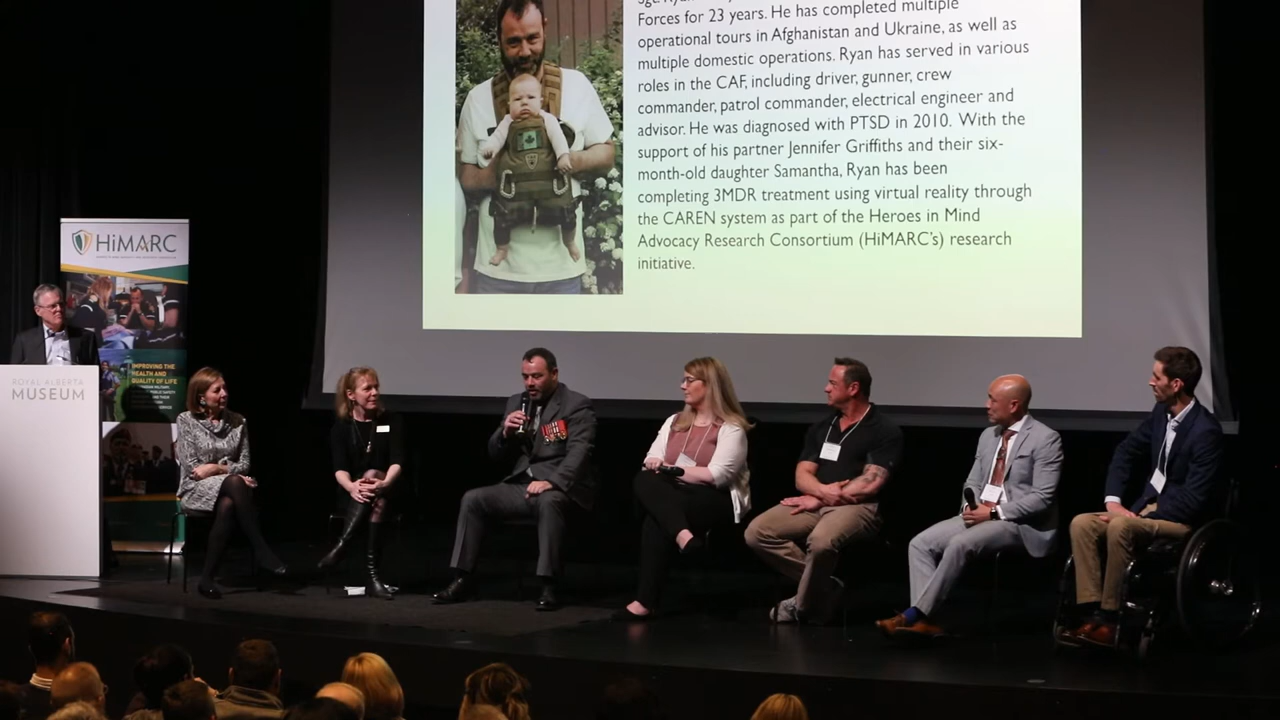 Forces for 23 years. He has completed multiple
operational tours in Afghanistan and Ukraine, as well as
multiple domestic operations. Ryan has served in various
roles in the CAF, including driver, gunner, crew
commander, patrol commander, electrical engineer and
advisor. He was diagnosed with PTSD in 2010. With the
support of his partner Jennifer Griffiths and their six-
month-old daughter Samantha, Ryan has been
completing 3MDR treatment using virtual reality through
the CAREN system as part of the Heroes in Mind
Advocacy Research Consortium (HiMARC's) research
initiative.
HiMARC
IMPROVING THE
HEALTH AND
QUALITY OF LIFE
ROYAL ALBERTA
MUSEUM